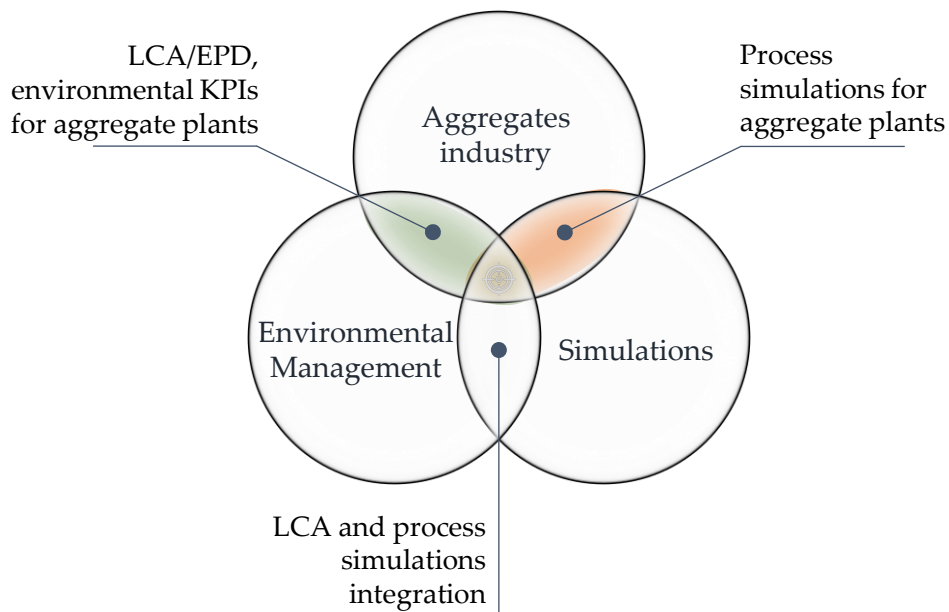 LCA/EPD,
environmental KPIs
for aggregate plants
Process
simulations for
aggregate plants
Aggregates
industry
Environmental
Management
Simulations
LCA and process
simulations
integration